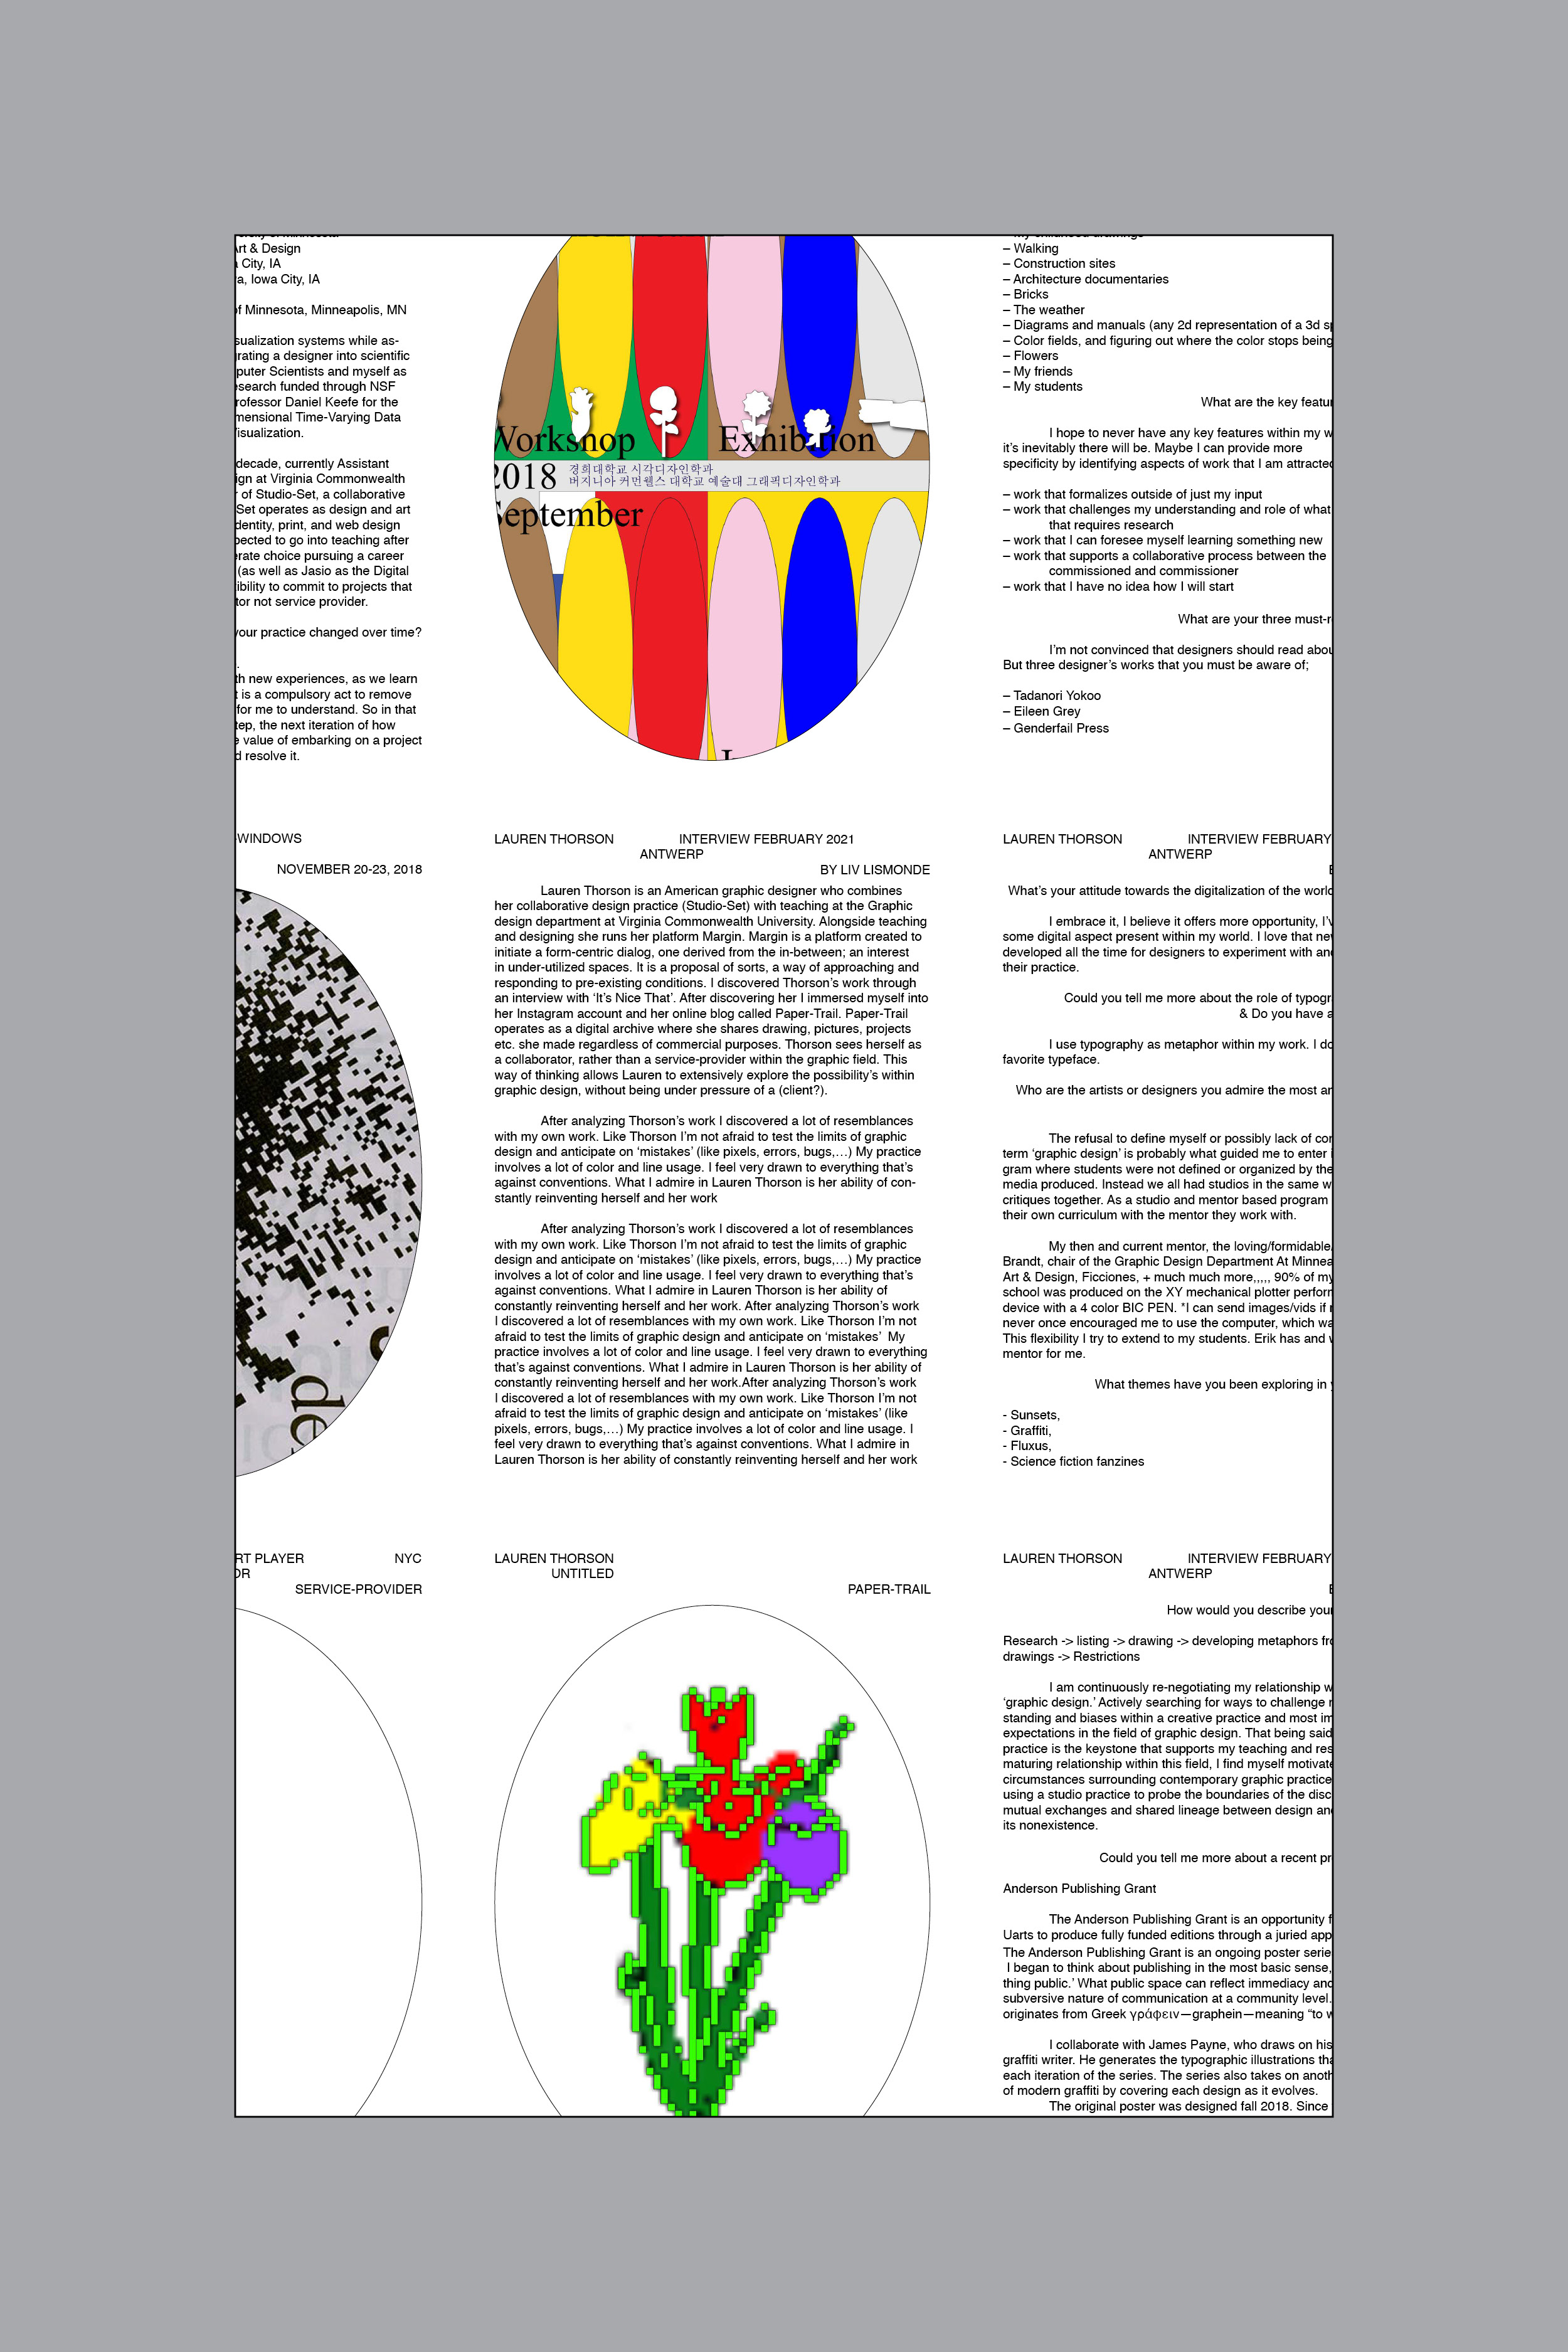 Art & Design
a City, IA
ra, Iowa City, IA
of Minnesota, Minneapolis, MN
sualization systems while as-
grating a designer into scientific
puter Scientists and myself as
esearch funded through NSF
rofessor Daniel Keefe for the
mensional Time-Varying Data
isualization.
decade, currently Assistant
ign at Virginia Commonwealth
r of Studio-Set, a collaborative
Set operates as design and art
dentity, print, and web design
pected to go into teaching after
erate choice pursuing a career
(as well as Jasio as the Digital
ibility to commit to projects that
tor not service provider.
your practice changed over time?
.
th new experiences, as we learn
t is a compulsory act to remove
for me to understand. So in that
tep, the next iteration of how
e value of embarking on a project
d resolve it.
Workshop Exhibition
2018 경희대학교 시각디자인학과
버지니아 커먼웰스 대학교 예술대 그래픽디자인학과
September
– My childhood drawings
– Walking
– Construction sites
– Architecture documentaries
– Bricks
– The weather
– Diagrams and manuals (any 2d representation of a 3d sp
– Color fields, and figuring out where the color stops being
– Flowers
– My friends
– My students
What are the key featur
I hope to never have any key features within my w
it’s inevitably there will be. Maybe I can provide more
specificity by identifying aspects of work that I am attracted
– work that formalizes outside of just my input
– work that challenges my understanding and role of what
that requires research
– work that I can foresee myself learning something new
– work that supports a collaborative process between the
commissioned and commissioner
– work that I have no idea how I will start
What are your three must-r
I’m not convinced that designers should read abou
But three designer’s works that you must be aware of;
– Tadanori Yokoo
– Eileen Grey
– Genderfail Press
-WINDOWS
NOVEMBER 20-23, 2018
de
LAUREN THORSON INTERVIEW FEBRUARY 2021
ANTWERP
BY LIV LISMONDE
Lauren Thorson is an American graphic designer who combines
her collaborative design practice (Studio-Set) with teaching at the Graphic
design department at Virginia Commonwealth University. Alongside teaching
and designing she runs her platform Margin. Margin is a platform created to
initiate a form-centric dialog, one derived from the in-between; an interest
in under-utilized spaces. It is a proposal of sorts, a way of approaching and
responding to pre-existing conditions. I discovered Thorson’s work through
an interview with ‘It’s Nice That’. After discovering her I immersed myself into
her Instagram account and her online blog called Paper-Trail. Paper-Trail
operates as a digital archive where she shares drawing, pictures, projects
etc. she made regardless of commercial purposes. Thorson sees herself as
a collaborator, rather than a service-provider within the graphic field. This
way of thinking allows Lauren to extensively explore the possibility’s within
graphic design, without being under pressure of a (client?).
After analyzing Thorson’s work I discovered a lot of resemblances
with my own work. Like Thorson I’m not afraid to test the limits of graphic
design and anticipate on ‘mistakes’ (like pixels, errors, bugs,…) My practice
involves a lot of color and line usage. I feel very drawn to everything that’s
against conventions. What I admire in Lauren Thorson is her ability of con-
stantly reinventing herself and her work
After analyzing Thorson’s work I discovered a lot of resemblances
with my own work. Like Thorson I’m not afraid to test the limits of graphic
design and anticipate on ‘mistakes’ (like pixels, errors, bugs,…) My practice
involves a lot of color and line usage. I feel very drawn to everything that’s
against conventions. What I admire in Lauren Thorson is her ability of
constantly reinventing herself and her work. After analyzing Thorson’s work
I discovered a lot of resemblances with my own work. Like Thorson I’m not
afraid to test the limits of graphic design and anticipate on ‘mistakes’ My
practice involves a lot of color and line usage. I feel very drawn to everything
that’s against conventions. What I admire in Lauren Thorson is her ability of
constantly reinventing herself and her work.After analyzing Thorson’s work
I discovered a lot of resemblances with my own work. Like Thorson I’m not
afraid to test the limits of graphic design and anticipate on ‘mistakes’ (like
pixels, errors, bugs,…) My practice involves a lot of color and line usage. I
feel very drawn to everything that’s against conventions. What I admire in
Lauren Thorson is her ability of constantly reinventing herself and her work
LAUREN THORSON INTERVIEW FEBRUARY
ANTWERP
What’s your attitude towards the digitalization of the world
I embrace it, I believe it offers more opportunity, I’v
some digital aspect present within my world. I love that new
developed all the time for designers to experiment with and
their practice.
Could you tell me more about the role of typogr
& Do you have a
I use typography as metaphor within my work. I do
favorite typeface.
Who are the artists or designers you admire the most an
The refusal to define myself or possibly lack of con
term ‘graphic design’ is probably what guided me to enter i
gram where students were not defined or organized by the
media produced. Instead we all had studios in the same w
critiques together. As a studio and mentor based program
their own curriculum with the mentor they work with.
My then and current mentor, the loving/formidable/
Brandt, chair of the Graphic Design Department At Minnea
Art & Design, Ficciones, + much much more,,,,, 90% of my
school was produced on the XY mechanical plotter perform
device with a 4 color BIC PEN. *I can send images/vids if n
never once encouraged me to use the computer, which wa
This flexibility I try to extend to my students. Erik has and w
mentor for me.
What themes have you been exploring in y
- Sunsets,
- Graffiti,
- Fluxus,
- Science fiction fanzines
RT PLAYER NYC
OR
SERVICE-PROVIDER
LAUREN THORSON
UNTITLED
PAPER-TRAIL
LAUREN THORSON INTERVIEW FEBRUARY
ANTWERP
How would you describe your
Research -> listing -> drawing -> developing metaphors fro
drawings -> Restrictions
I am continuously re-negotiating my relationship w
‘graphic design.’ Actively searching for ways to challenge m
standing and biases within a creative practice and most im
expectations in the field of graphic design. That being said
practice is the keystone that supports my teaching and res
maturing relationship within this field, I find myself motivate
circumstances surrounding contemporary graphic practice
using a studio practice to probe the boundaries of the disc
mutual exchanges and shared lineage between design and
its nonexistence.
Could you tell me more about a recent pr
Anderson Publishing Grant
The Anderson Publishing Grant is an opportunity f
Uarts to produce fully funded editions through a juried app
The Anderson Publishing Grant is an ongoing poster serie
I began to think about publishing in the most basic sense,
thing public.’ What public space can reflect immediacy and
subversive nature of communication at a community level.
originates from Greek γράφειν—graphein—meaning “to w
I collaborate with James Payne, who draws on his
graffiti writer. He generates the typographic illustrations tha
each iteration of the series. The series also takes on anoth
of modern graffiti by covering each design as it evolves.
The original poster was designed fall 2018. Since